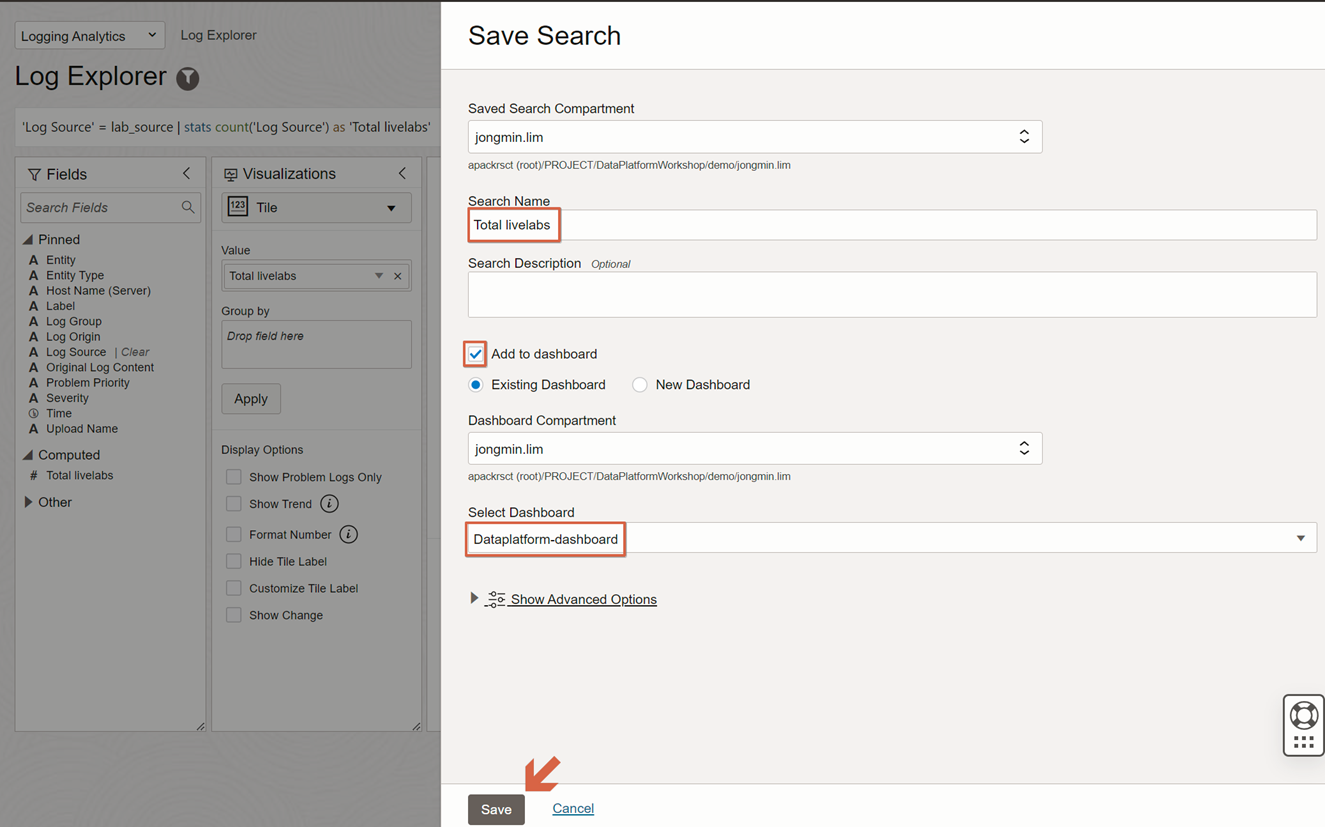 Logging Analytics
Log Explorer
Log Explorer
'Log Source' = lab_source | stats count('Log Source') as 'Total livelabs'
Fields
Search Fields
Pinned
A Entity
A Entity Type
A Host Name (Server)
A Label
A Log Group
A Log Origin
A Log Source | Clear
A Original Log Content
A Problem Priority
A Severity
Time
A Upload Name
Computed
# Total livelabs
Other
Visualizations
123 Tile
Value
Total livelabs
Group by
Drop field here
Apply
Display Options
Show Problem Logs Only
Show Trend i
Format Number i
Hide Tile Label
Customize Tile Label
Show Change
Save Search
Saved Search Compartment
jongmin.lim
apackrsct (root)/PROJECT/DataPlatformWorkshop/demo/jongmin.lim
Search Name
Total livelabs
Search Description Optional
Add to dashboard
Existing Dashboard
New Dashboard
Dashboard Compartment
jongmin.lim
apackrsct (root)/PROJECT/DataPlatformWorkshop/demo/jongmin.lim
Select Dashboard
Dataplatform-dashboard
Show Advanced Options
Save
Cancel